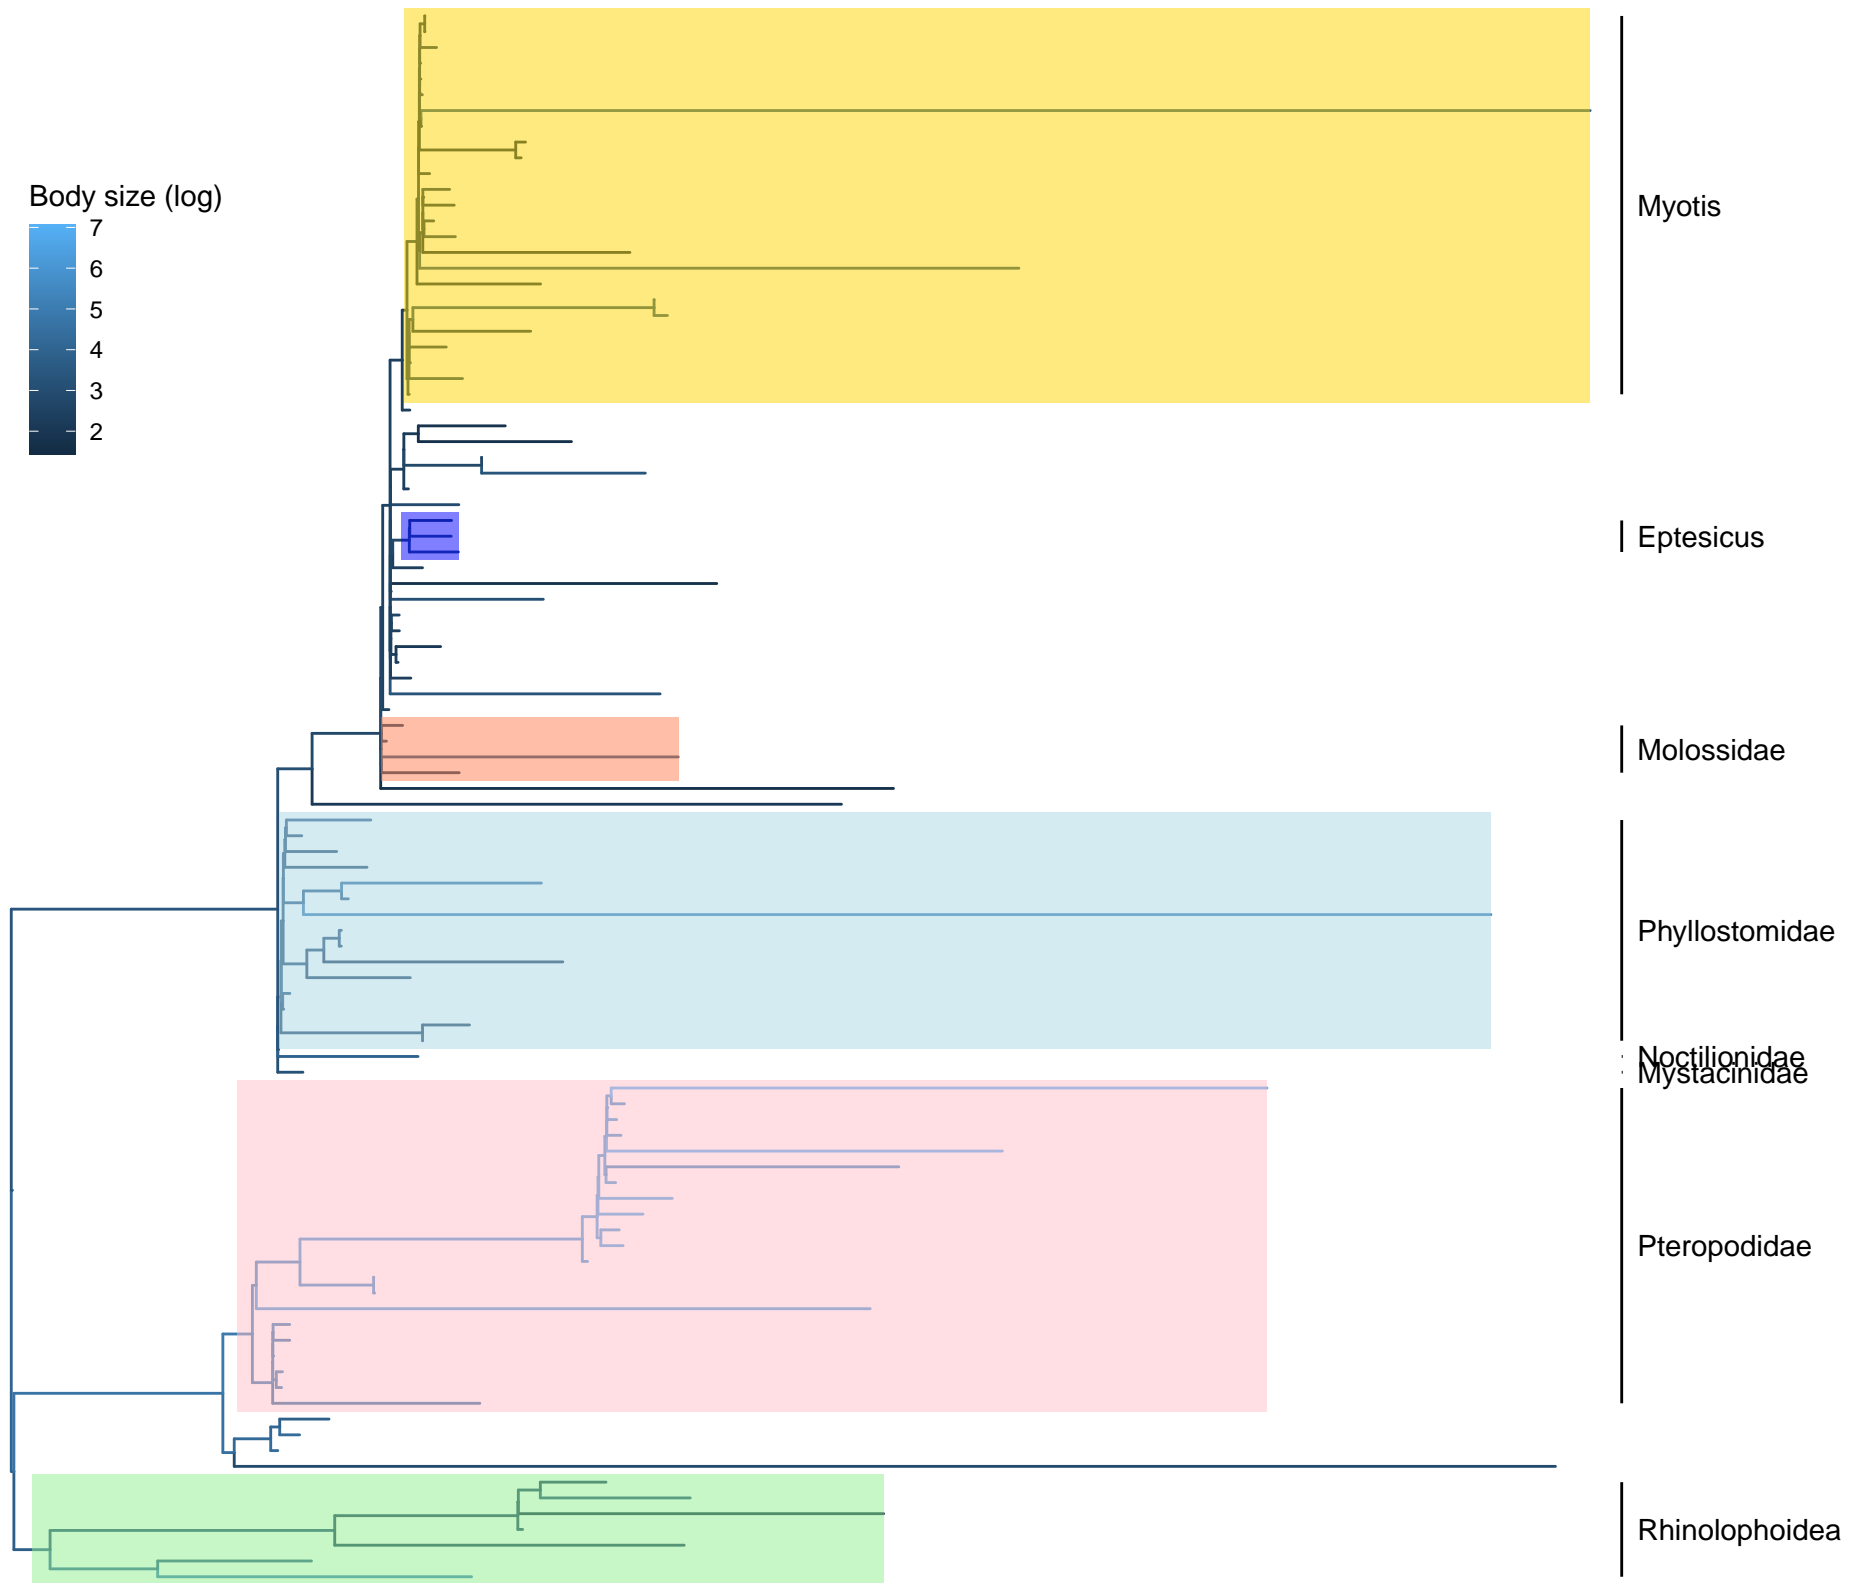 Body size (log)
7
6
5
4
3
2
Myotis
Eptesicus
Molossidae
Phyllostomidae
Noctilionidae
Mystacinidae
Pteropodidae
Rhinolophoidea